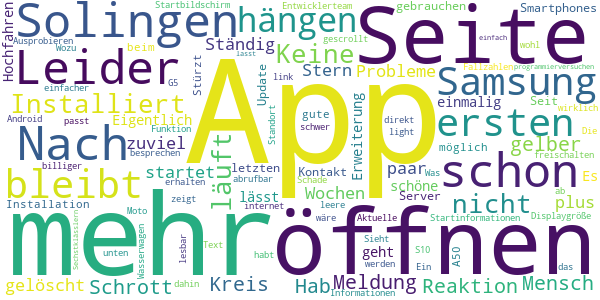 Startbildschirm
Entwicklerteam
gebrauchen
Smartphones
Solingen
hängen
Seite
Hochfahren
Ausprobieren
Wozu
beim
Ständig
gescrollt
einfach
wohl
Leider
Keine
Samsung
G5
Stürzt
lässt
Stern
Probleme
Fallzahlen
programmierversuchen
einfacher
link
Update
App
Installiert
Eigentlich
einmalig
Seit
wirklich
Android
passt
Funktion
zuviel
Standort
gute
schwer
direkt
light
ersten
Die
Nach
besprechen
läuft
Erweiterung
möglich
gelber
freischalten
billiger
startet
letzten
abrufbar
Kontakt
paar
Was
schon
Es
bleibt
erhalten
lässt
Schade
Wochen
schöne
Server
ab
plus
Installation
Moto
zeigt
internet
leere
wäre
Aktuelle
nicht
Startinformationen
Displaygröße
mehr
öffnen
Sechstklässlern
Wasserwagen
lesbar
Text
habt
Sieht
geht
S10
A50
unten
werden
Ein
das
gelöscht
Schrott
dahin
Kreis
Hab
Informationen
Meldung
Reaktion
Mensch